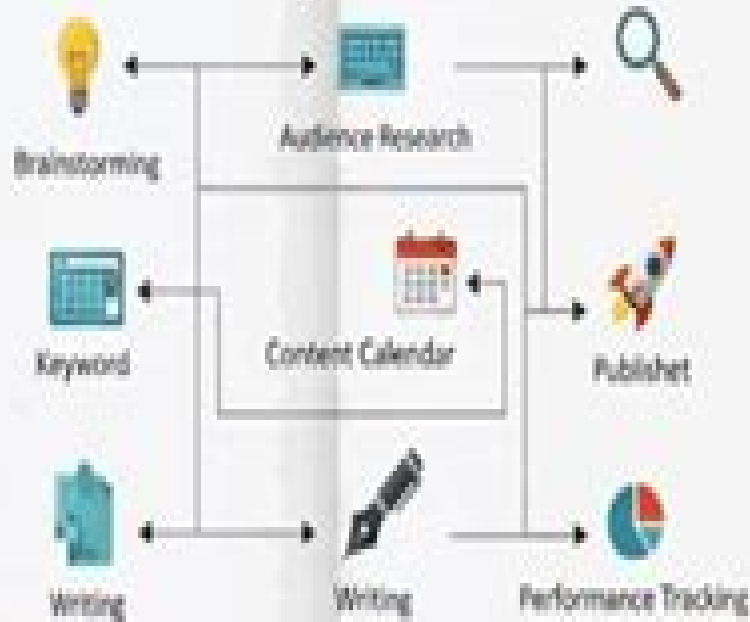 Brainstorming
Audience Research
Keyword
Content Calendar
Publishet
Writing
Writing
Performance Tracking